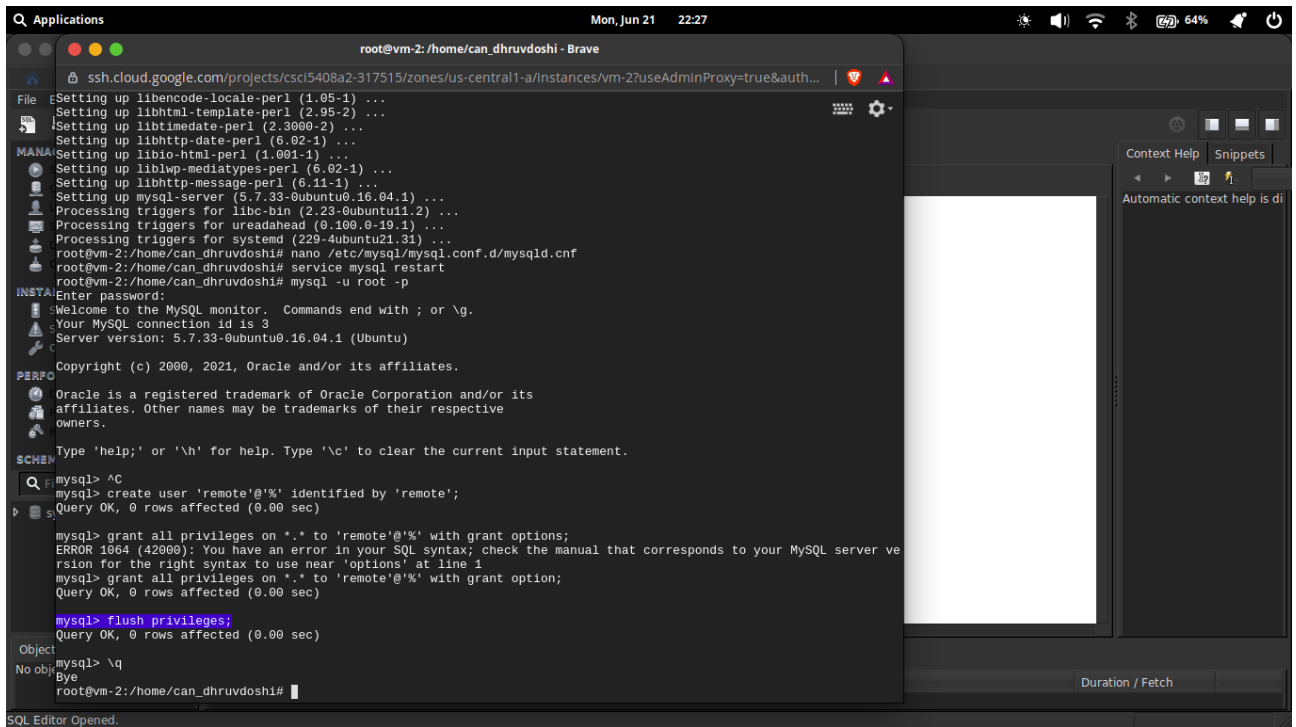 Applications
Mon, Jun 21 22:27
64%
root@vm-2: /home/can_dhruvdoshi - Brave
ssh.cloud.google.com/projects/csci5408a2-317515/zones/us-central1-a/instances/vm-2?useAdminProxy=true&auth...
File
Setting up libencode-locale-perl (1.05-1) ...
Setting up libhtml-template-perl (2.95-2) ...
Setting up libtimedate-perl (2.3000-2) ...
Setting up libhttp-date-perl (6.02-1) ...
Setting up libio-html-perl (1.001-1) ...
Setting up liblwp-mediatypes-perl (6.02-1) ...
Setting up libhttp-message-perl (6.11-1) ...
Setting up mysql-server (5.7.33-0ubuntu0.16.04.1) ...
Processing triggers for libc-bin (2.23-0ubuntu11.2) ...
Processing triggers for ureadahead (0.100.0-19.1) ...
Processing triggers for systemd (229-4ubuntu21.31) ...
root@vm-2:/home/can_dhruvdoshi# nano /etc/mysql/mysql.conf.d/mysqld.cnf
root@vm-2:/home/can_dhruvdoshi# service mysql restart
root@vm-2:/home/can_dhruvdoshi# mysql -u root -p
Enter password:
Welcome to the MySQL monitor.  Commands end with ; or \g.
Your MySQL connection id is 3
Server version: 5.7.33-0ubuntu0.16.04.1 (Ubuntu)
Copyright (c) 2000, 2021, Oracle and/or its affiliates.
Oracle is a registered trademark of Oracle Corporation and/or its
affiliates. Other names may be trademarks of their respective
owners.
Type 'help;' or '\h' for help. Type '\c' to clear the current input statement.
mysql> ^C
mysql> create user 'remote'@'%' identified by 'remote';
Query OK, 0 rows affected (0.00 sec)
mysql> grant all privileges on *.* to 'remote'@'%' with grant options;
ERROR 1064 (42000): You have an error in your SQL syntax; check the manual that corresponds to your MySQL server ve
rsion for the right syntax to use near 'options' at line 1
mysql> grant all privileges on *.* to 'remote'@'%' with grant option;
Query OK, 0 rows affected (0.00 sec)
mysql> flush privileges;
Query OK, 0 rows affected (0.00 sec)
mysql> \q
Bye
root@vm-2:/home/can_dhruvdoshi#
MANA
INSTA
PERFO
SCHEM
Object
No obje
Context Help Snippets
Automatic context help is di
Duration / Fetch
SQL Editor Opened.